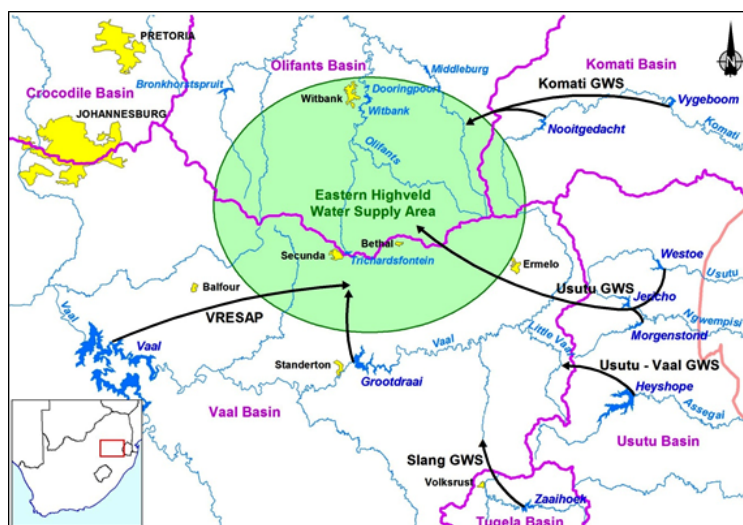 PRETORIA
Olifants Basin
Middleburg
Komati Basin
N
Bronkhorstspruit
Crocodile Basin
Komati GWS
Witbank
Dooringpoort
Vygeboom
JOHANNESBURG
Witbank
Nooitgedacht
Komati
Olifants
Eastern Highveld
Water Supply Area
Bethal
Secunda
Trichardsfontein
Westoe
Ermelo
Usutu
Balfour
Usutu GWS
Jericho
VRESAP
Ngwempisi
Vaal
Vaal
Morgenstond
Vaal
Little Vaal
Standerton
Usutu - Vaal GWS
Grootdraai
Heyshope
Assegai
Vaal Basin
Usutu Basin
Slang GWS
Volksrust
Zaaihoek
Tugela Basin